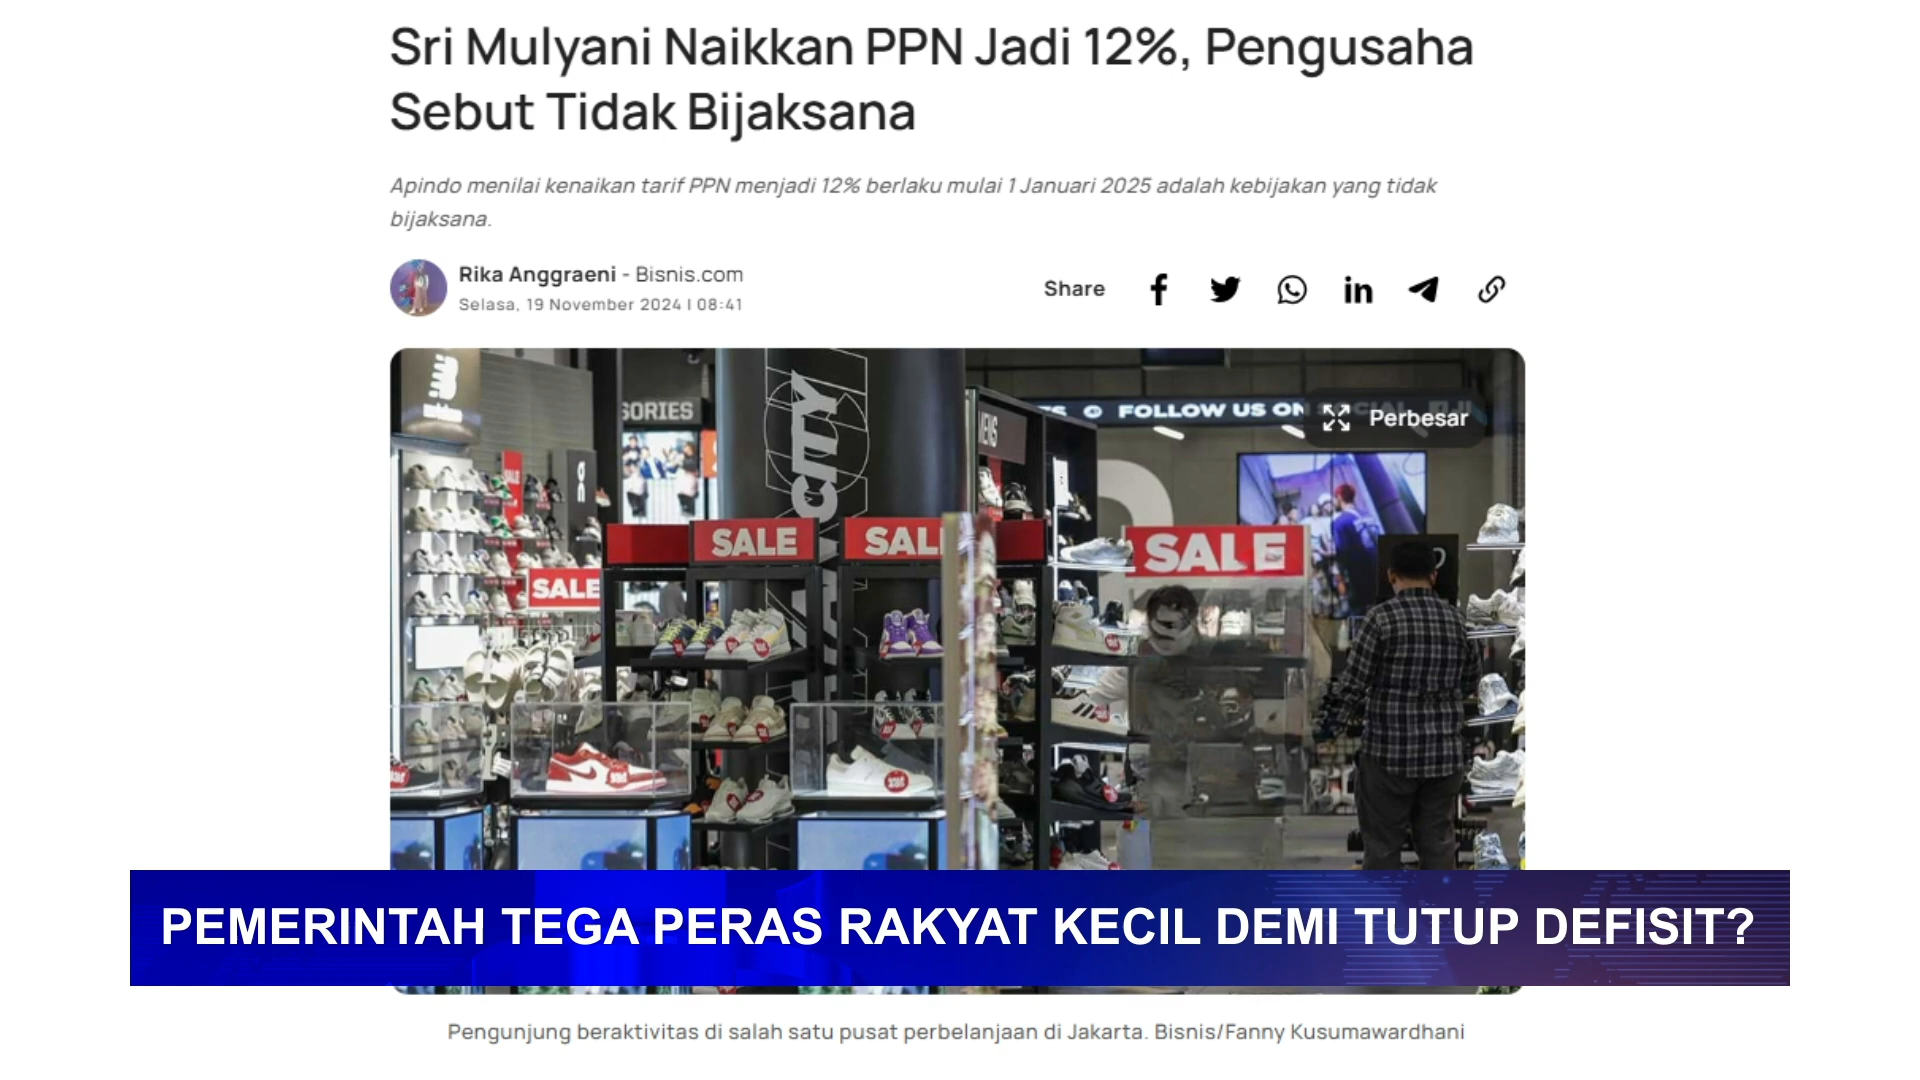 Sri Mulyani Naikkan PPN Jadi 12%, Pengusaha
Sebut Tidak Bijaksana
Apindo menilai kenaikan tarif PPN menjadi 12% berlaku mulai 1 Januari 2025 adalah kebijakan yang tidak
bijaksana.
Rika Anggraeni - Bisnis.com
Selasa, 19 November 2024 | 08:41
Share
SORIES
CITY
MENS
FOLLOW US ON
Perbesar
SALE
SALE
SAL
SALE
SALE
PEMERINTAH TEGA PERAS RAKYAT KECIL DEMI TUTUP DEFISIT?
Pengunjung beraktivitas di salah satu pusat perbelanjaan di Jakarta. Bisnis/Fanny Kusumawardhani